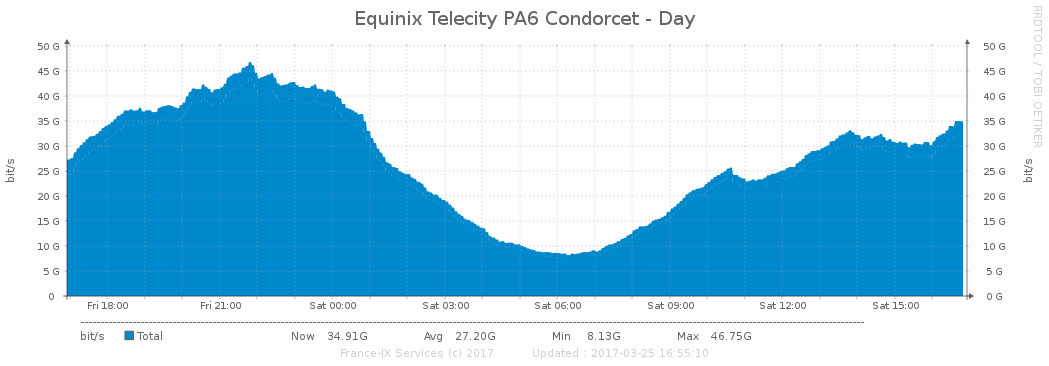 Equinix Telecity PA6 Condorcet - Day
RRDTOOL / TOBI OETIKER
50 G 50 G
45 G 45 G
40 G 40 G
35 G 35 G
30 G 30 G
25 G 25 G
20 G 20 G
15 G 15 G
10 G 10 G
5 G 5 G
0 0 G
bit/s bit/s
Fri 18:00 Fri 21:00 Sat 00:00 Sat 03:00 Sat 06:00 Sat 09:00 Sat 12:00 Sat 15:00
bit/s Total Now 34.91G Avg 27.20G Min 8.13G Max 46.75G
France-IX Services (c) 2017 Updated : 2017-03-25 16:55:10